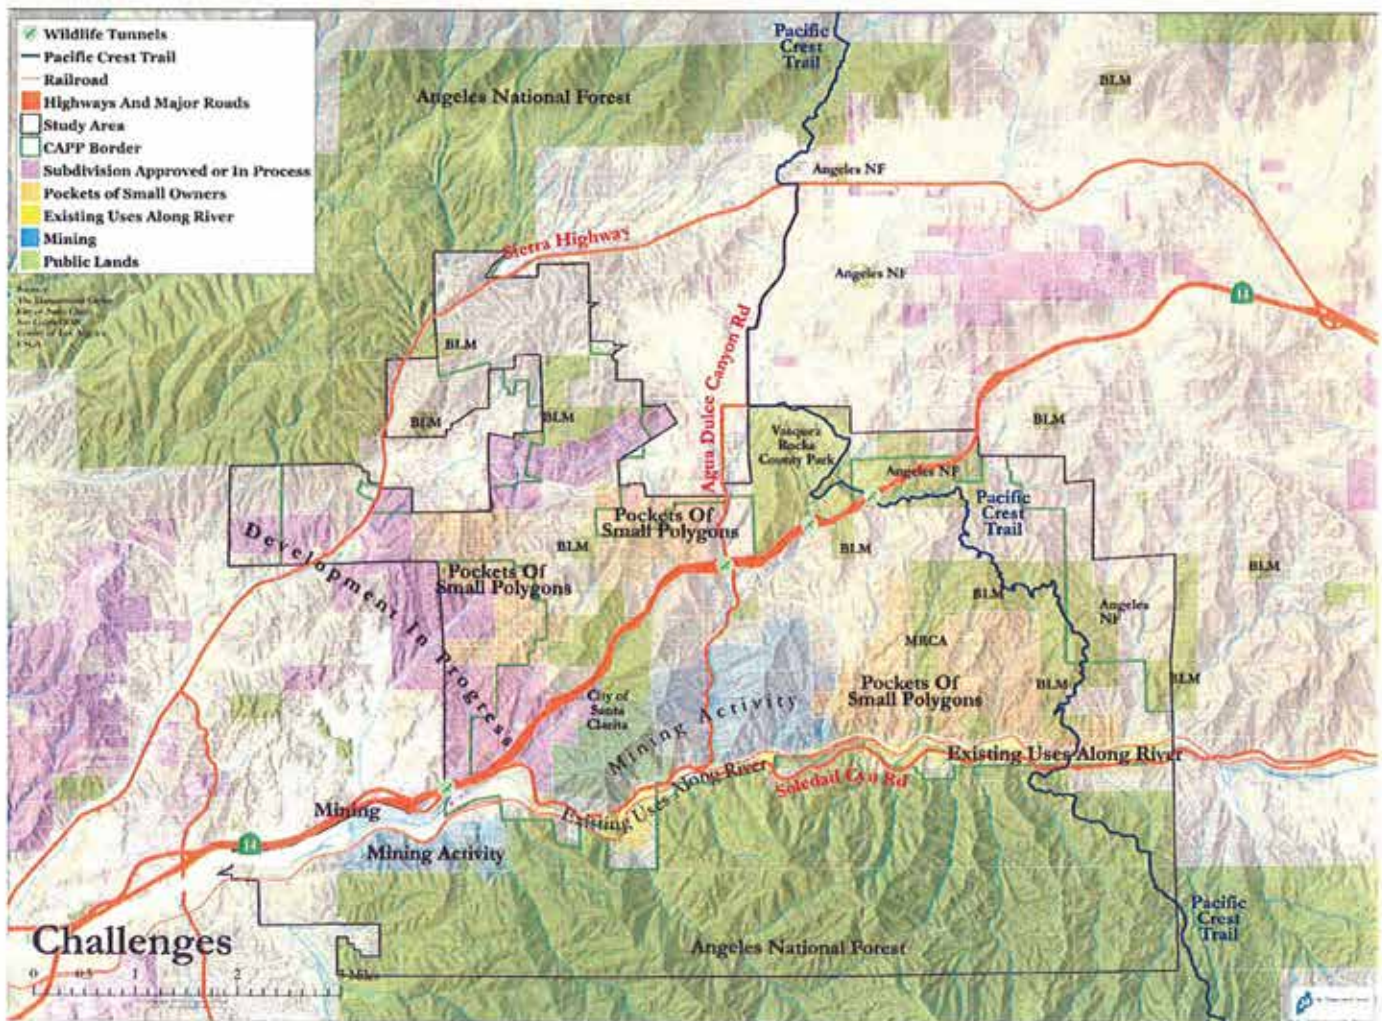 Wildlife Tunnels
Pacific Crest Trail
Railroad
Highways And Major Roads
Study Area
CAPP Border
Subdivision Approved or In Process
Pockets of Small Owners
Existing Uses Along River
Mining
Public Lands
Pacific
Crest
Trail
BLM
Angeles National Forest
Angeles NF
Sierra Highway
Angeles NF
14
Agua Dulce Canyon Rd
BLM
BLM
BLM
BLM
Vasquez
Rocks
County Park
Angeles NF
Pacific
Crest
Trail
Pockets Of
Small Polygons
Development In Progress
BLM
BLM
BLM
Pockets Of
Small Polygons
BLM
Angeles
NF
MRCA
City of
Santa
Clarita
Pockets Of
Small Polygons
BLM
BLM
Mining Activity
Existing Uses Along River
Existing Uses Along River
Soledad Cyn Rd
Mining
14
Mining Activity
Pacific
Crest
Trail
Challenges
Angeles National Forest
0 0.5 1 2 3 Miles